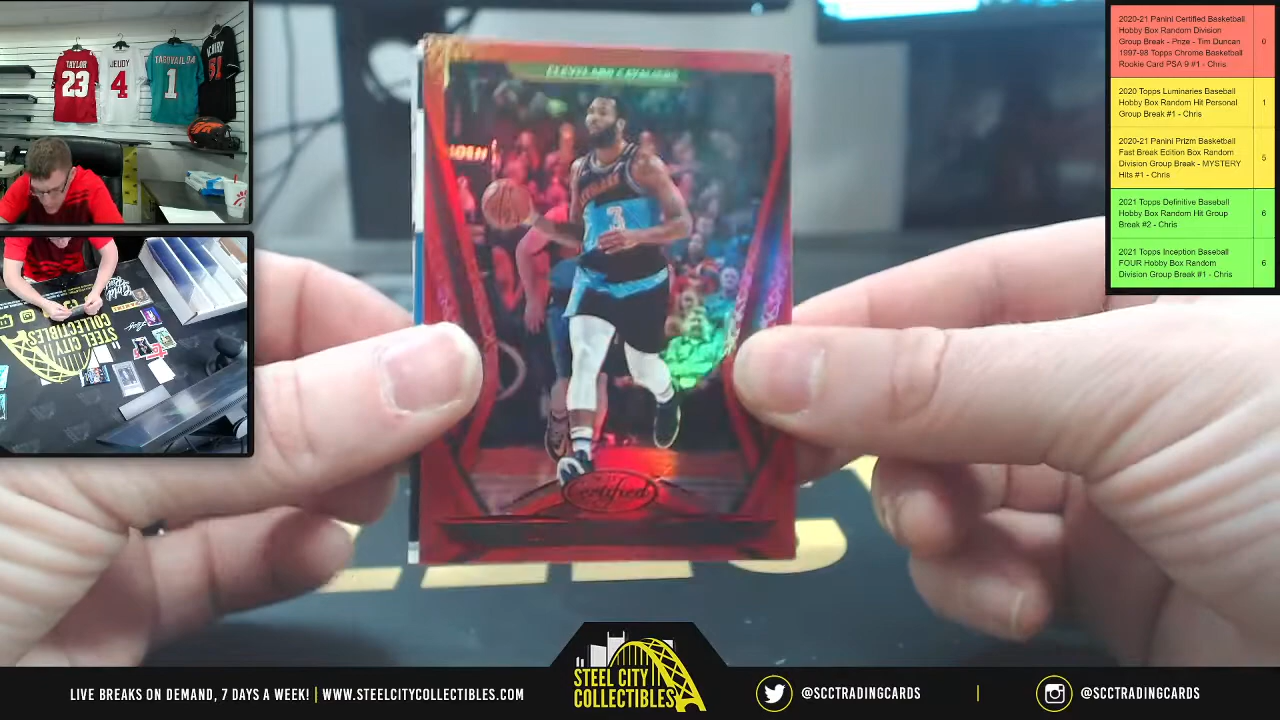 TAYLOR
23
JEUDY
4
TAGOVAILOA
1
2020-21 Panini Certified Basketball
Hobby Box Random Division
Group Break - Prize - Tim Duncan
1997-98 Topps Chrome Basketball
Rookie Card PSA 9 #1 - Chris
0
2020 Topps Luminaries Baseball
Hobby Box Random Hit Personal
Group Break #1 - Chris
1
2020-21 Panini Prizm Basketball
Fast Break Edition Box Random
Division Group Break - MYSTERY
Hits #1 - Chris
5
2021 Topps Definitive Baseball
Hobby Box Random Hit Group
Break #2 - Chris
6
2021 Topps Inception Baseball
FOUR Hobby Box Random
Division Group Break #1 - Chris
6
CLEVELAND CAVALIERS
3
Certified
STEEL CITY
COLLECTIBLES
LIVE BREAKS ON DEMAND, 7 DAYS A WEEK! | WWW.STEELCITYCOLLECTIBLES.COM
STEEL CITY
COLLECTIBLES
@SCCTRADINGCARDS
|
@SCCTRADINGCARDS